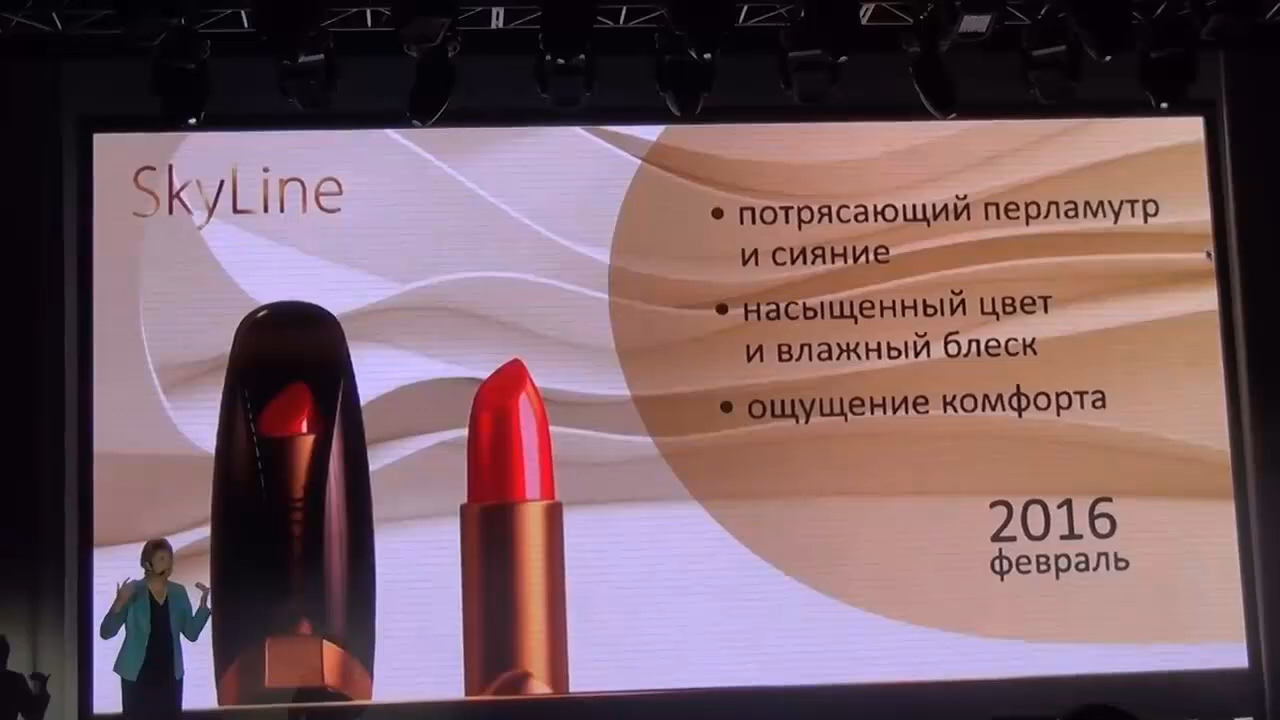 SkyLine
• потрясающий перламутр
и сияние
• насыщенный цвет
и влажный блеск
• ощущение комфорта
2016
февраль